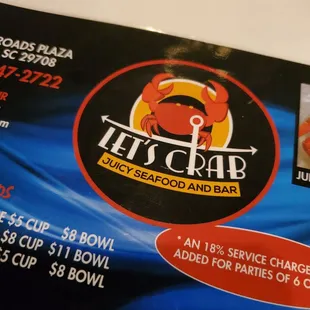 ROADS PLAZA
SC 29708
47-2722
LET'S CRAB
JUICY SEAFOOD AND BAR
$5 CUP $8 BOWL
$8 CUP $11 BOWL
$5 CUP $8 BOWL
• AN 18% SERVICE CHARGE
ADDED FOR PARTIES OF 6